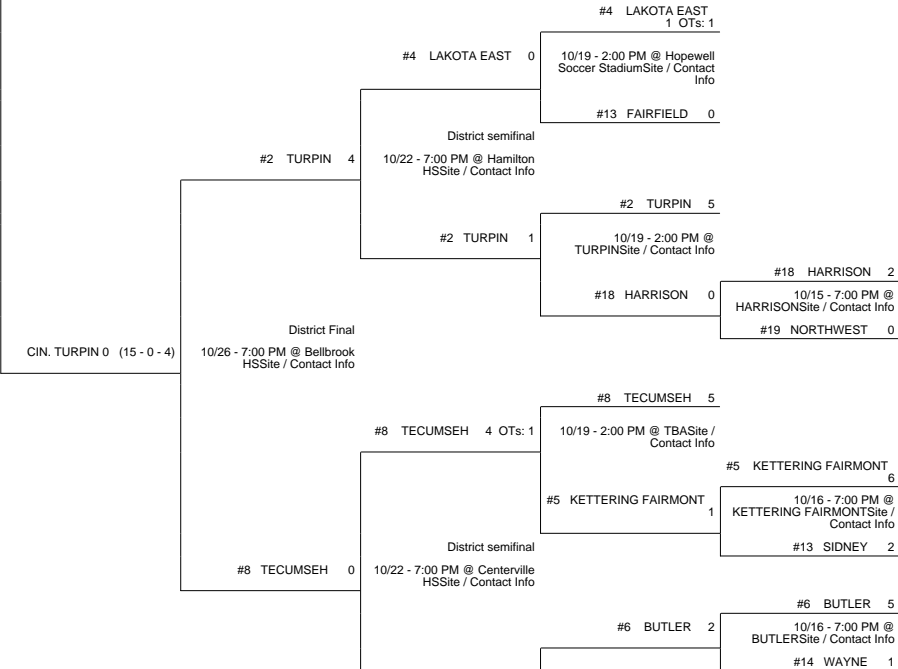 #4 LAKOTA EAST
1 OTs: 1
#4 LAKOTA EAST 0
10/19 - 2:00 PM @ Hopewell
Soccer StadiumSite / Contact
Info
#13 FAIRFIELD 0
District semifinal
#2 TURPIN 4
10/22 - 7:00 PM @ Hamilton
HSSite / Contact Info
#2 TURPIN 5
#2 TURPIN 1
10/19 - 2:00 PM @
TURPINSite / Contact Info
#18 HARRISON 2
#18 HARRISON 0
10/15 - 7:00 PM @
HARRISONSite / Contact Info
#19 NORTHWEST 0
District Final
CIN. TURPIN 0 (15 - 0 - 4)
10/26 - 7:00 PM @ Bellbrook
HSSite / Contact Info
#8 TECUMSEH 5
#8 TECUMSEH 4 OTs: 1
10/19 - 2:00 PM @ TBASite /
Contact Info
#5 KETTERING FAIRMONT
6
#5 KETTERING FAIRMONT
1
10/16 - 7:00 PM @
KETTERING FAIRMONTSite /
Contact Info
#13 SIDNEY 2
District semifinal
#8 TECUMSEH 0
10/22 - 7:00 PM @ Centerville
HSSite / Contact Info
#6 BUTLER 5
#6 BUTLER 2
10/16 - 7:00 PM @
BUTLERSite / Contact Info
#14 WAYNE 1